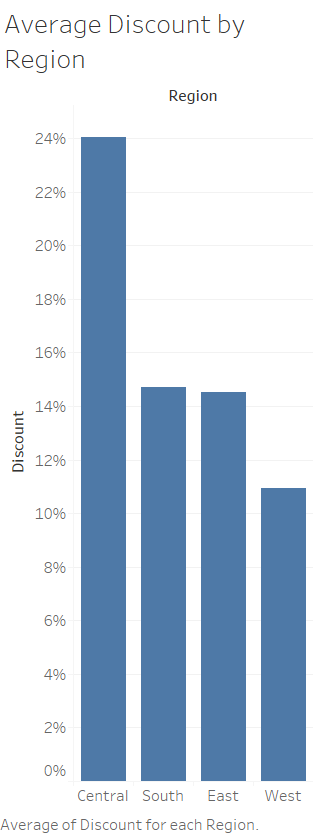 Average Discount by
Region
Region
24%
22%
20%
18%
16%
14%
12%
10%
8%
6%
4%
2%
0%
Discount
Central South East West
Average of Discount for each Region.